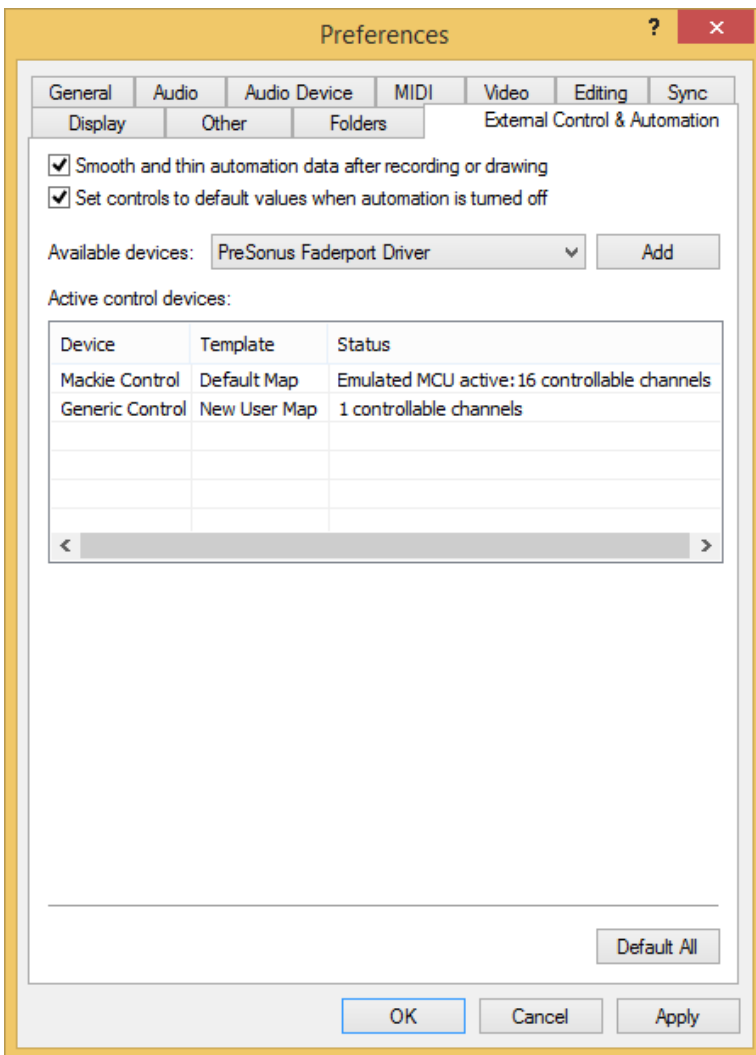 Preferences ? ×
General Audio Audio Device MIDI Video Editing Sync
Display Other Folders External Control & Automation
Smooth and thin automation data after recording or drawing
Set controls to default values when automation is turned off
Available devices: PreSonus Faderport Driver Add
Active control devices:
Device Template Status
Mackie Control Default Map Emulated MCU active:16 controllable channels
Generic Control New User Map 1 controllable channels
Default All
OK Cancel Apply